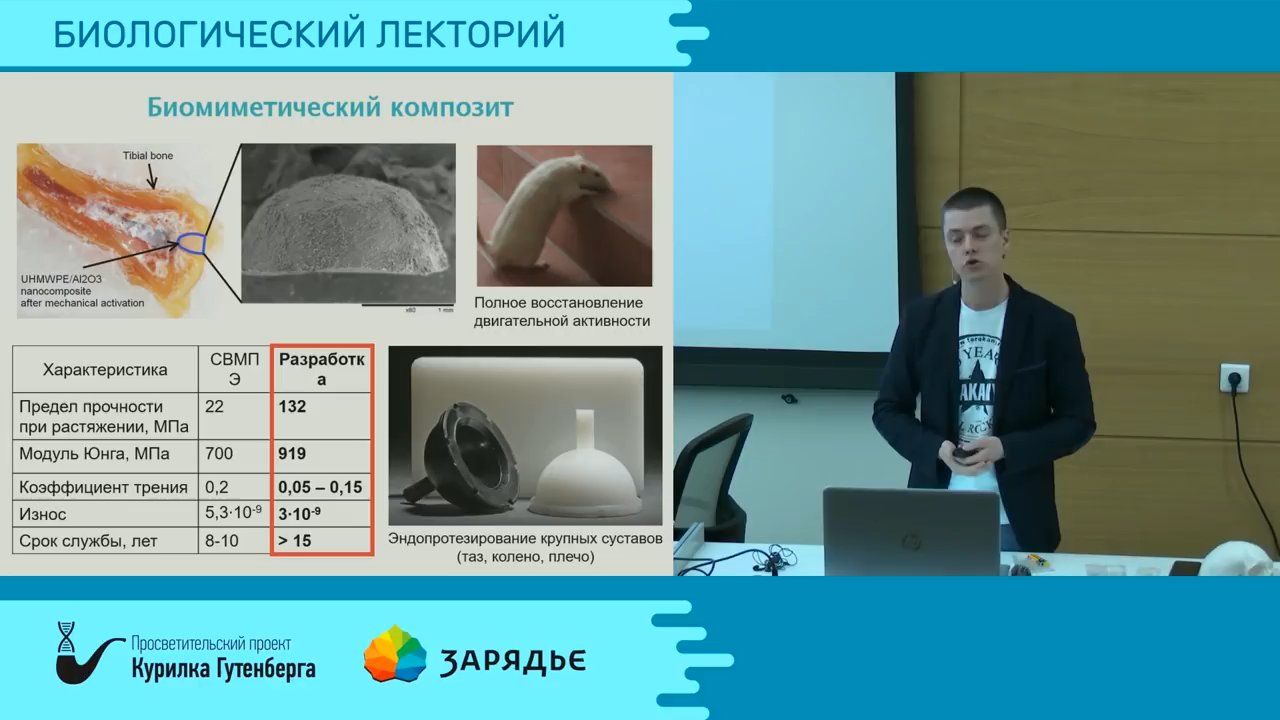 БИОЛОГИЧЕСКИЙ ЛЕКТОРИЙ
Биомиметический композит
Tibial bone
UHMWPE/Al2O3
nanocomposite
after mechanical activation
x60 1 mm
Полное восстановление
двигательной активности
Характеристика
СВМП
Э
Разработк
а
Предел прочности
при растяжении, МПа
22
132
Модуль Юнга, МПа
700
919
Коэффициент трения
0,2
0,05 – 0,15
Износ
5,3·10-9
3·10-9
Срок службы, лет
8-10
> 15
Эндопротезирование крупных суставов
(таз, колено, плечо)
YEA
hp
Просветительский проект
Курилка Гутенберга
ЗАРЯДЬЕ